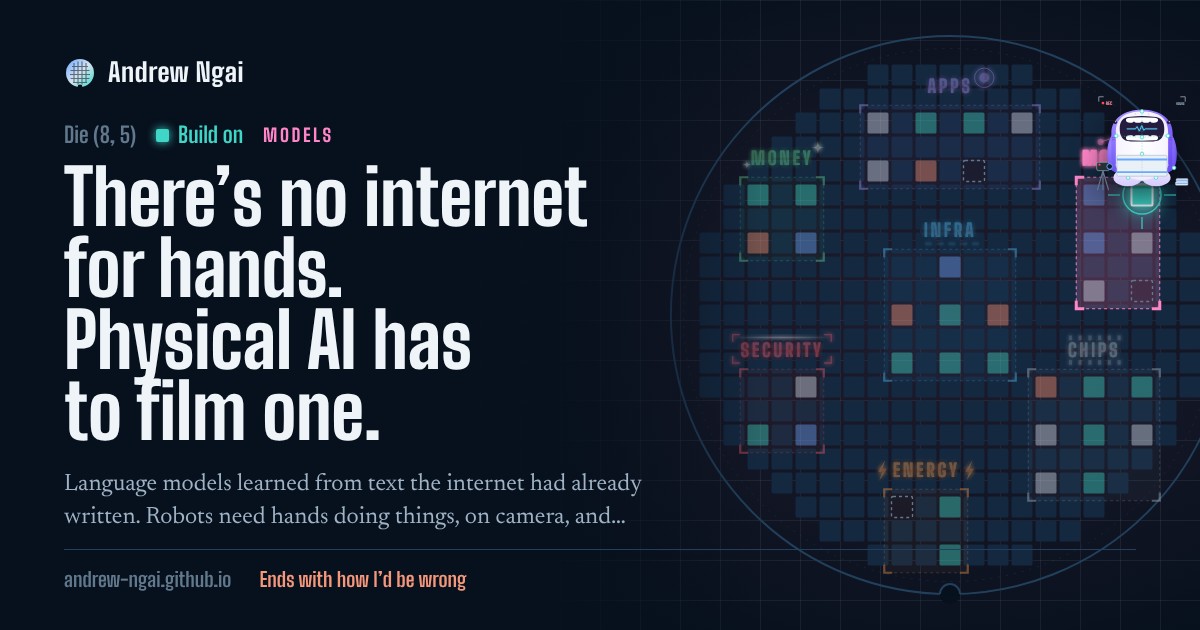 Andrew Ngai
Die (8, 5) Build on MODELS
There’s no internet
for hands.
Physical AI has
to film one.
Language models learned from text the internet had already
written. Robots need hands doing things, on camera, and...
andrew-ngai.github.io Ends with how I’d be wrong
APPS
MONEY
INFRA
SECURITY
CHIPS
ENERGY